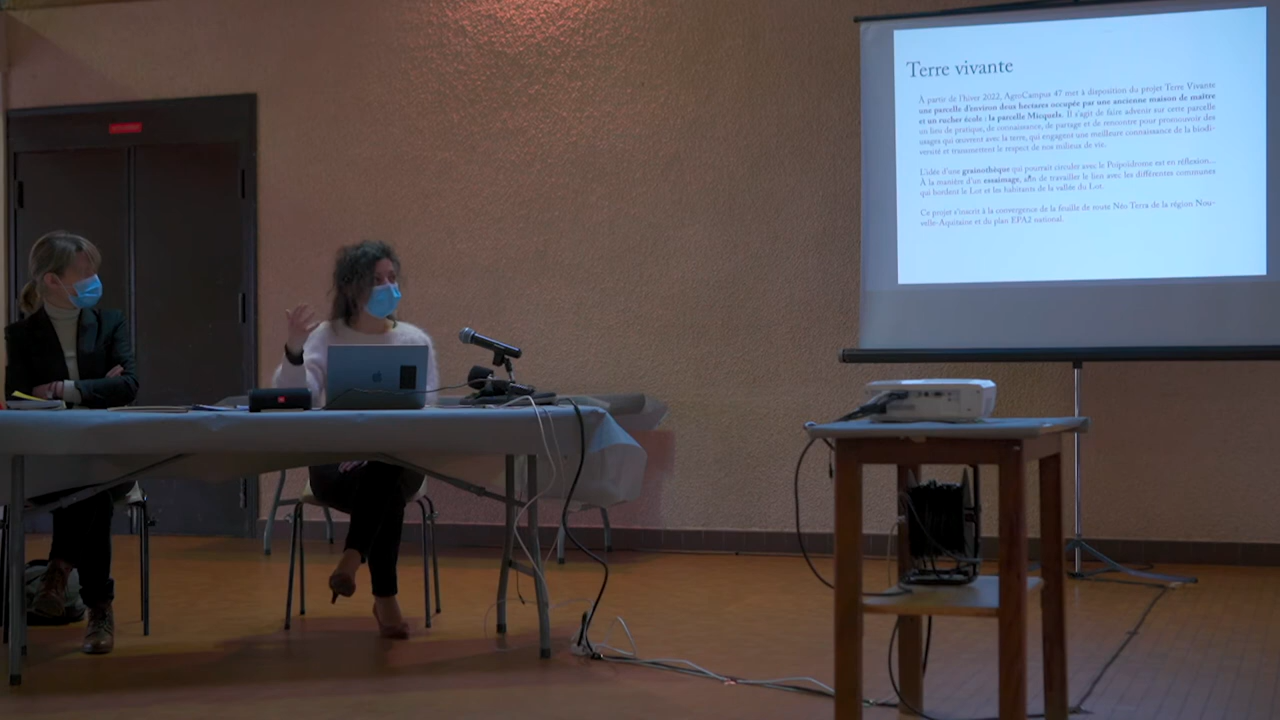 Terre vivante
À partir de l'hiver 2022, AgroCampus 47 met à disposition du projet Terre Vivante
une parcelle d'environ deux hectares occupée par une ancienne maison de maître
et un rucher école : la parcelle Micquels. Il s'agit de faire advenir sur cette parcelle
un lieu de pratique, de connaissance, de partage et de rencontre pour promouvoir des
usages qui œuvrent avec la terre, qui engagent une meilleure connaissance de la biodi-
versité et transmettent le respect de nos milieux de vie.
L'idée d'une grainothèque qui pourrait circuler avec le est en réflexion...
À la manière d'un essaimage, afin de travailler le lien avec les différentes communes
qui bordent le Lot et les habitants de la vallée du Lot.
Ce projet s'inscrit à la convergence de la feuille de route Néo Terra de la région Nou-
velle-Aquitaine et du plan EPA2 national.